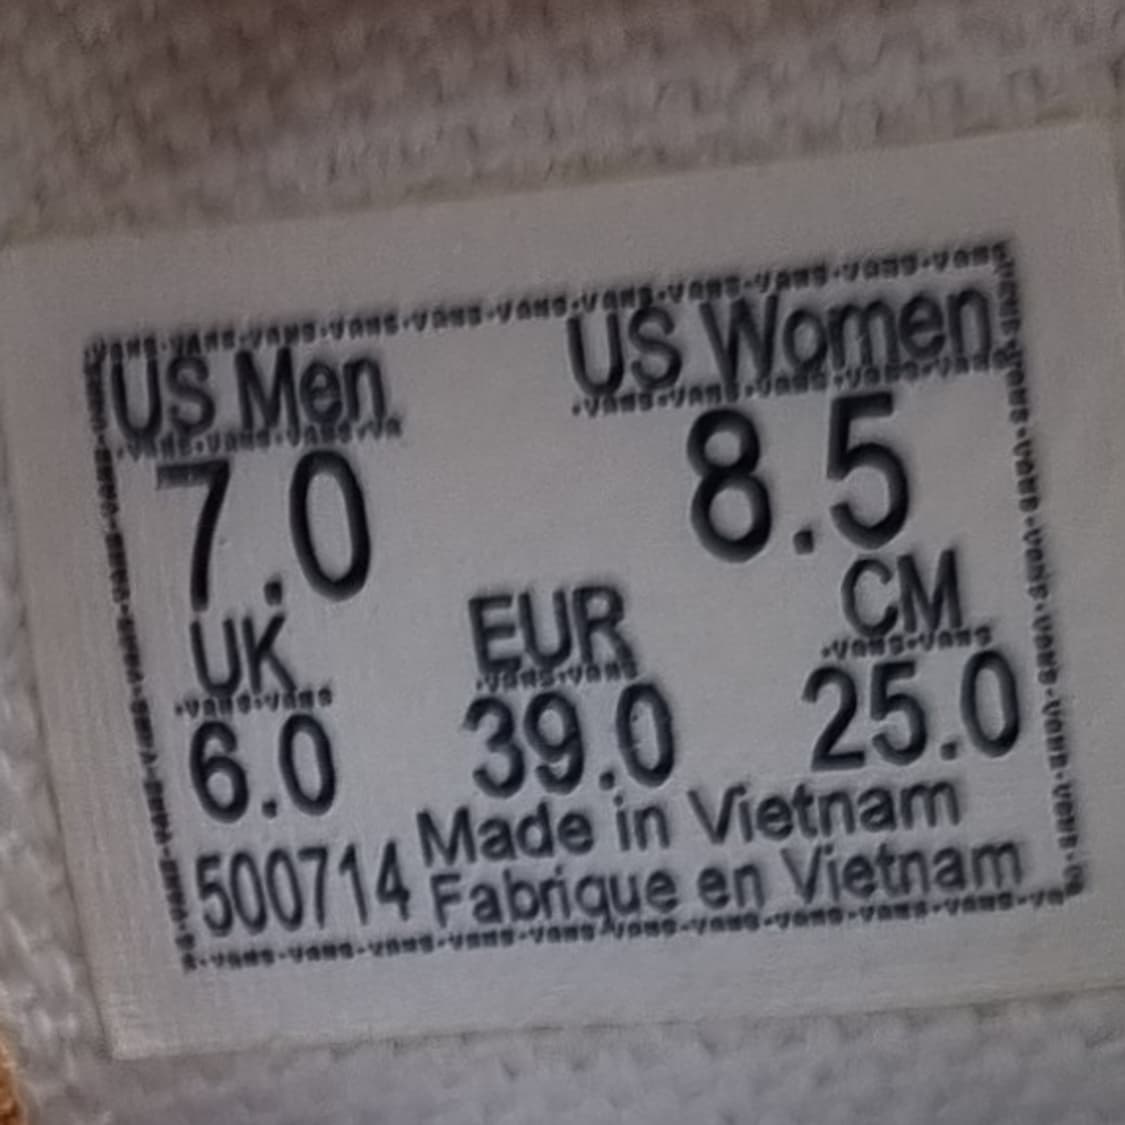 US Men US Women
7.0 8.5
UK EUR CM
6.0 39.0 25.0
500714 Made in Vietnam
Fabrique en Vietnam